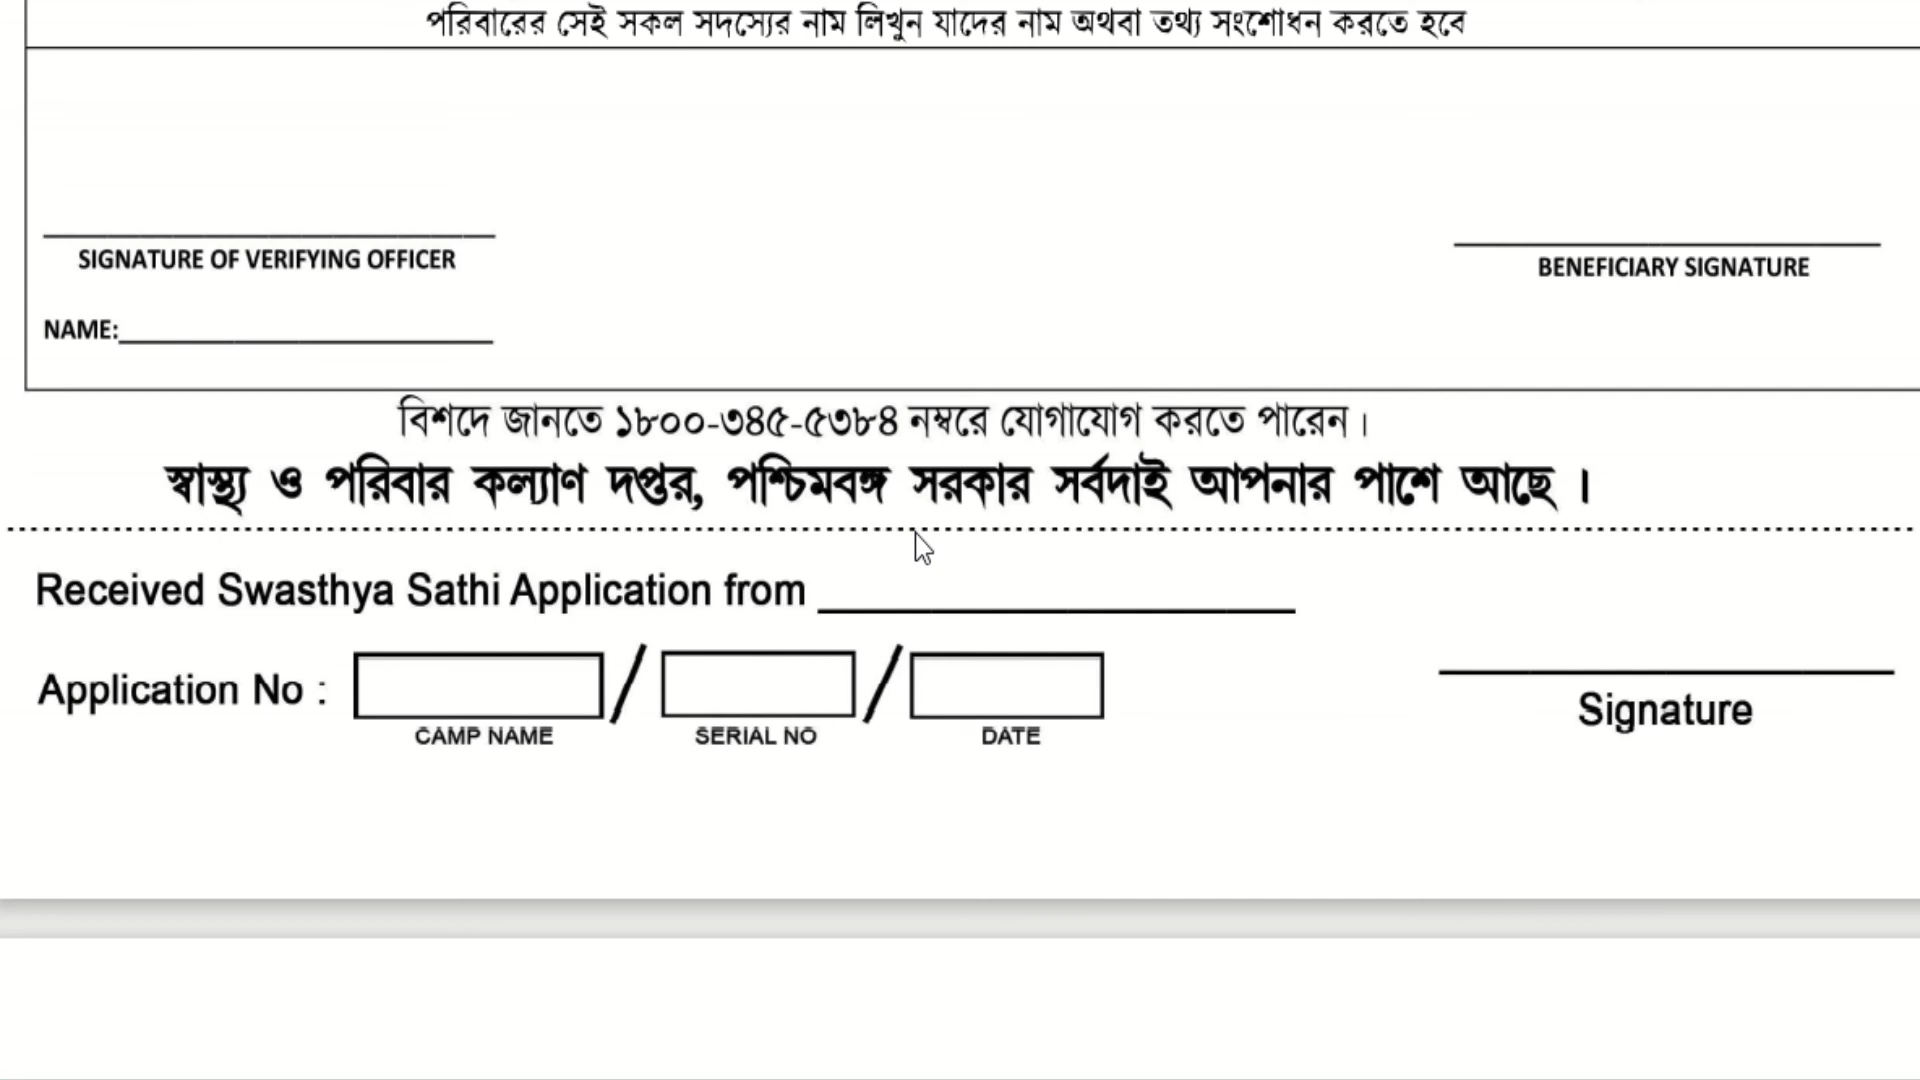 পরিবারের সেই সকল সদস্যের নাম লিখুন যাদের নাম অথবা তথ্য সংশোধন করতে হবে
SIGNATURE OF VERIFYING OFFICER
BENEFICIARY SIGNATURE
NAME:
বিশদে জানতে ১৮০০-৩৪৫-৫৩৮৪ নম্বরে যোগাযোগ করতে পারেন।
স্বাস্থ্য ও পরিবার কল্যাণ দপ্তর, পশ্চিমবঙ্গ সরকার সর্বদাই আপনার পাশে আছে ।
Received Swasthya Sathi Application from
Application No : / /
CAMP NAME SERIAL NO DATE
Signature